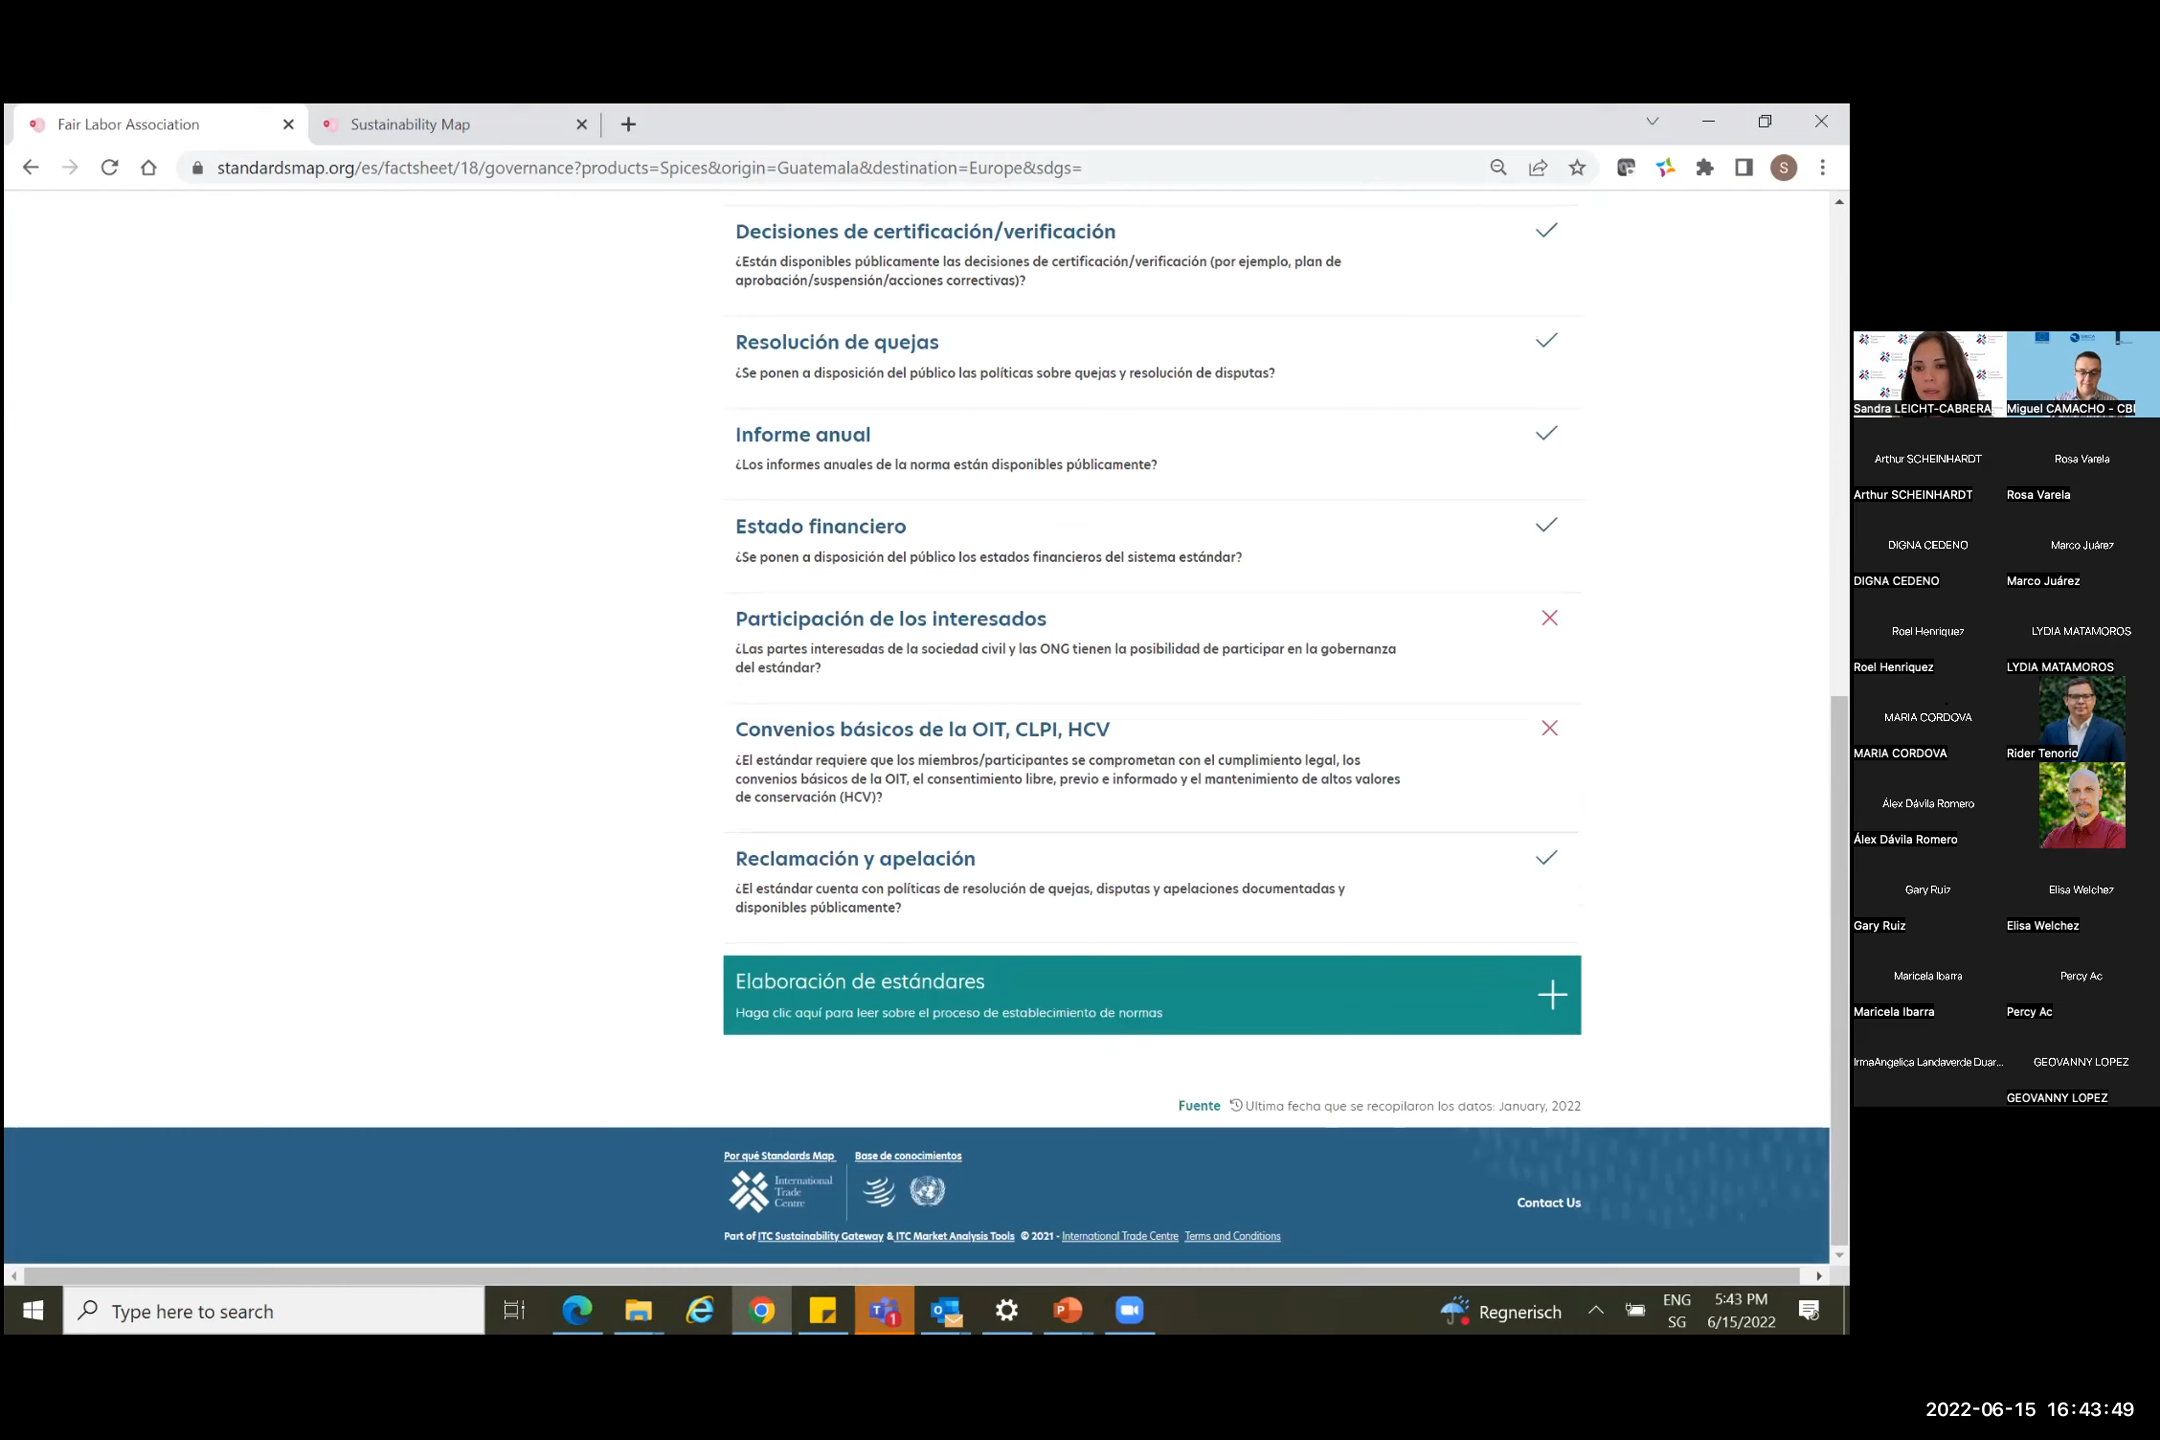 Fair Labor Association
Sustainability Map
standardsmap.org/es/factsheet/18/governance?products=Spices&origin=Guatemala&destination=Europe&sdgs=
S
Decisiones de certificación/verificación
¿Están disponibles públicamente las decisiones de certificación/verificación (por ejemplo, plan de
aprobación/suspensión/acciones correctivas)?
Resolución de quejas
¿Se ponen a disposición del público las políticas sobre quejas y resolución de disputas?
Informe anual
¿Los informes anuales de la norma están disponibles públicamente?
Estado financiero
¿Se ponen a disposición del público los estados financieros del sistema estándar?
Participación de los interesados
¿Las partes interesadas de la sociedad civil y las ONG tienen la posibilidad de participar en la gobernanza
del estándar?
Convenios básicos de la OIT, CLPI, HCV
¿El estándar requiere que los miembros/participantes se comprometan con el cumplimiento legal, los
convenios básicos de la OIT, el consentimiento libre, previo e informado y el mantenimiento de altos valores
de conservación (HCV)?
Reclamación y apelación
¿El estándar cuenta con políticas de resolución de quejas, disputas y apelaciones documentadas y
disponibles públicamente?
Elaboración de estándares
Haga clic aquí para leer sobre el proceso de establecimiento de normas
Fuente Ultima fecha que se recopilaron los datos: January, 2022
Por qué Standards Map Base de conocimientos
International
Trade
Centre
Contact Us
Part of ITC Sustainability Gateway & ITC Market Analysis Tools © 2021 - International Trade Centre Terms and Conditions
Type here to search
1
Regnerisch
ENG
SG
5:43 PM
6/15/2022
Sandra LEICHT-CABRERA
Miguel CAMACHO - CBI
Arthur SCHEINHARDT
Rosa Varela
Arthur SCHEINHARDT
Rosa Varela
DIGNA CEDENO
Marco Juárez
DIGNA CEDENO
Marco Juárez
Roel Henriquez
LYDIA MATAMOROS
Roel Henriquez
LYDIA MATAMOROS
MARIA CORDOVA
MARIA CORDOVA
Rider Tenorio
Álex Dávila Romero
Álex Dávila Romero
Gary Ruiz
Elisa Welchez
Gary Ruiz
Elisa Welchez
Maricela Ibarra
Percy Ac
Maricela Ibarra
Percy Ac
IrmaAngelica Landaverde Duar...
GEOVANNY LOPEZ
GEOVANNY LOPEZ
2022-06-15 16:43:49